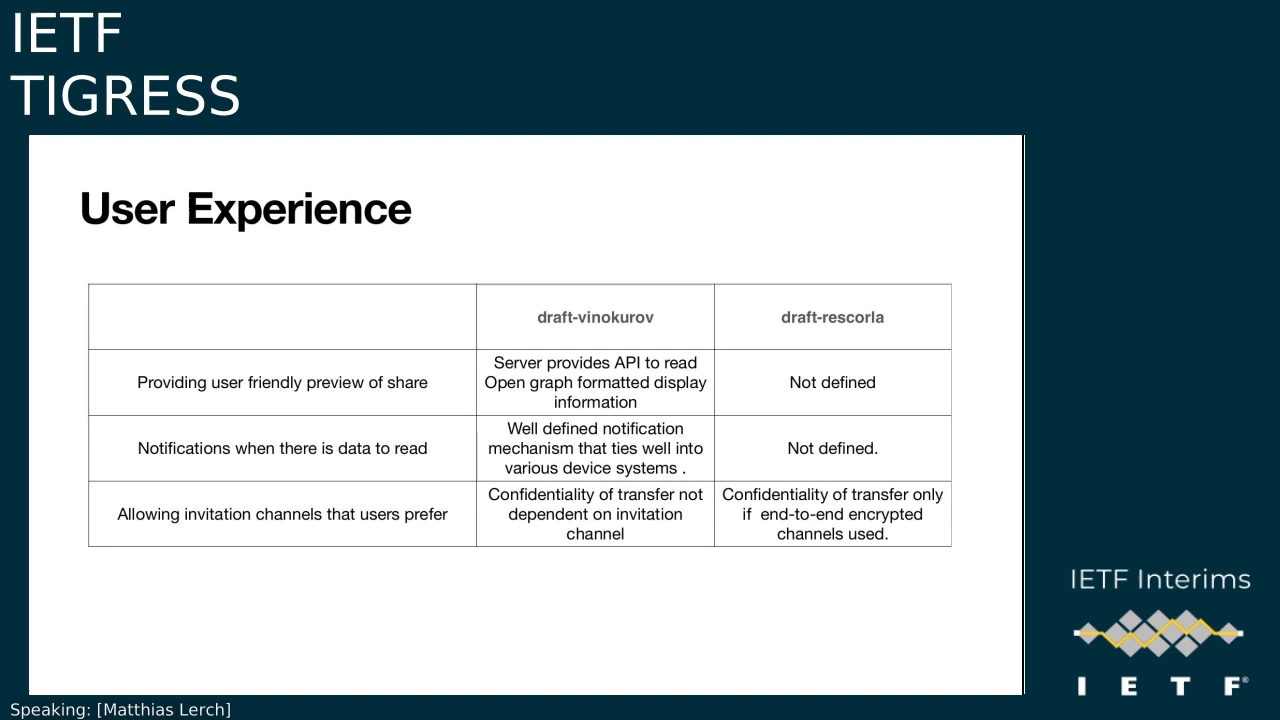 IETF
TIGRESS
User Experience
draft-vinokurov
draft-rescorla
Providing user friendly preview of share
Server provides API to read
Open graph formatted display
information
Not defined
Notifications when there is data to read
Well defined notification
mechanism that ties well into
various device systems .
Not defined.
Allowing invitation channels that users prefer
Confidentiality of transfer not
dependent on invitation
channel
Confidentiality of transfer only
if end-to-end encrypted
channels used.
IETF Interims
I E T F®
Speaking: [Matthias Lerch]